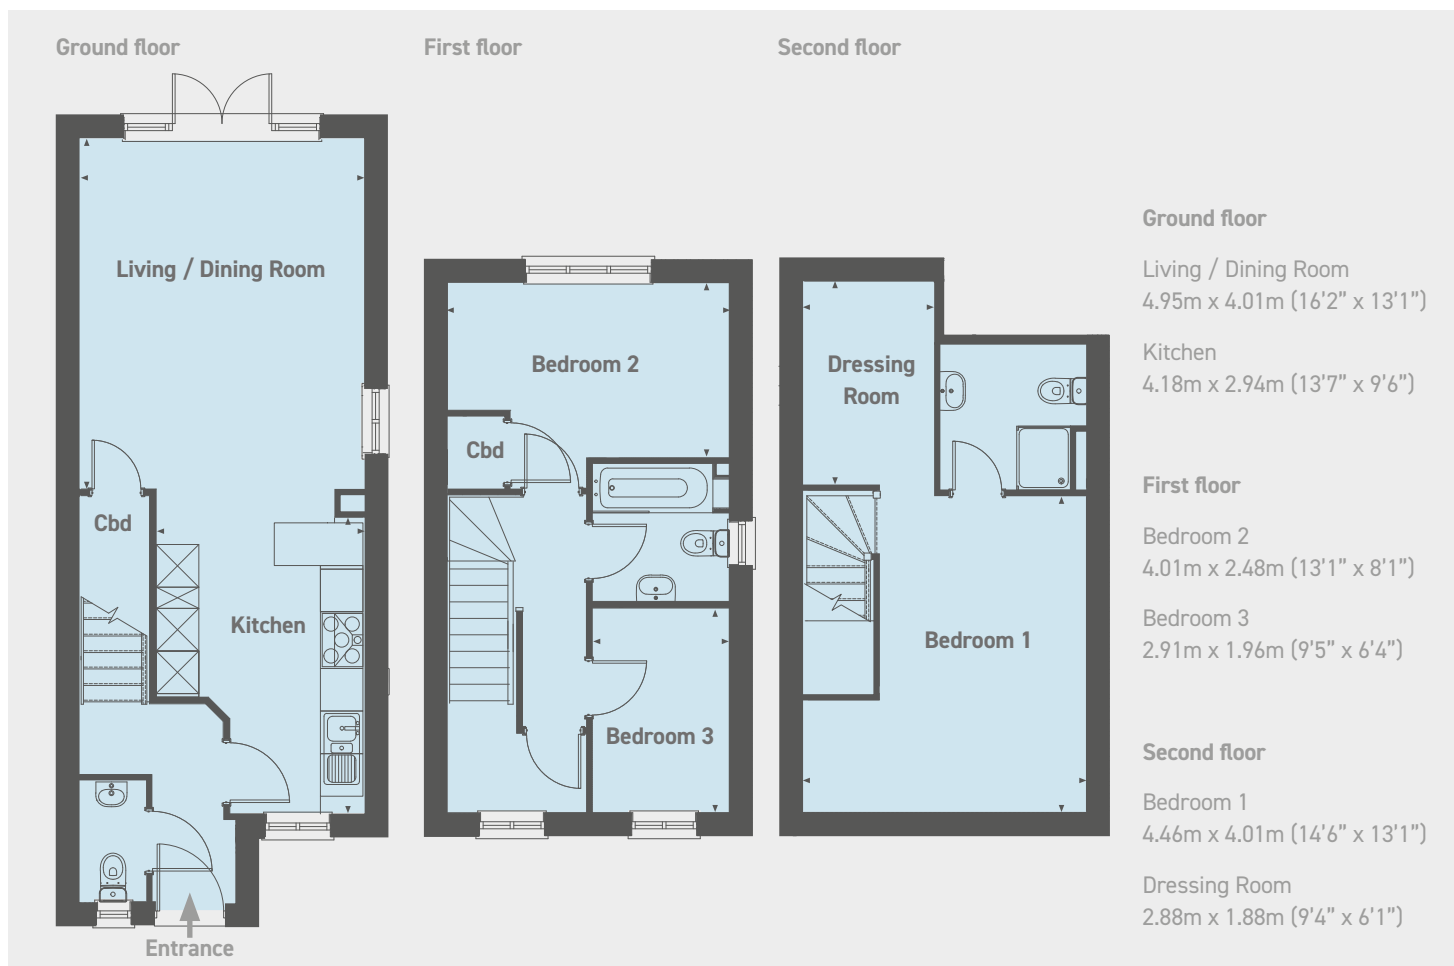 Ground floor
First floor
Second floor
Living / Dining Room
Cbd
Kitchen
Entrance
Bedroom 2
Cbd
Bedroom 3
Dressing
Room
Bedroom 1
Ground floor
Living / Dining Room
4.95m x 4.01m (16’2” x 13’1”)
Kitchen
4.18m x 2.94m (13’7” x 9’6”)
First floor
Bedroom 2
4.01m x 2.48m (13’1” x 8’1”)
Bedroom 3
2.91m x 1.96m (9’5” x 6’4”)
Second floor
Bedroom 1
4.46m x 4.01m (14’6” x 13’1”)
Dressing Room
2.88m x 1.88m (9’4” x 6’1”)